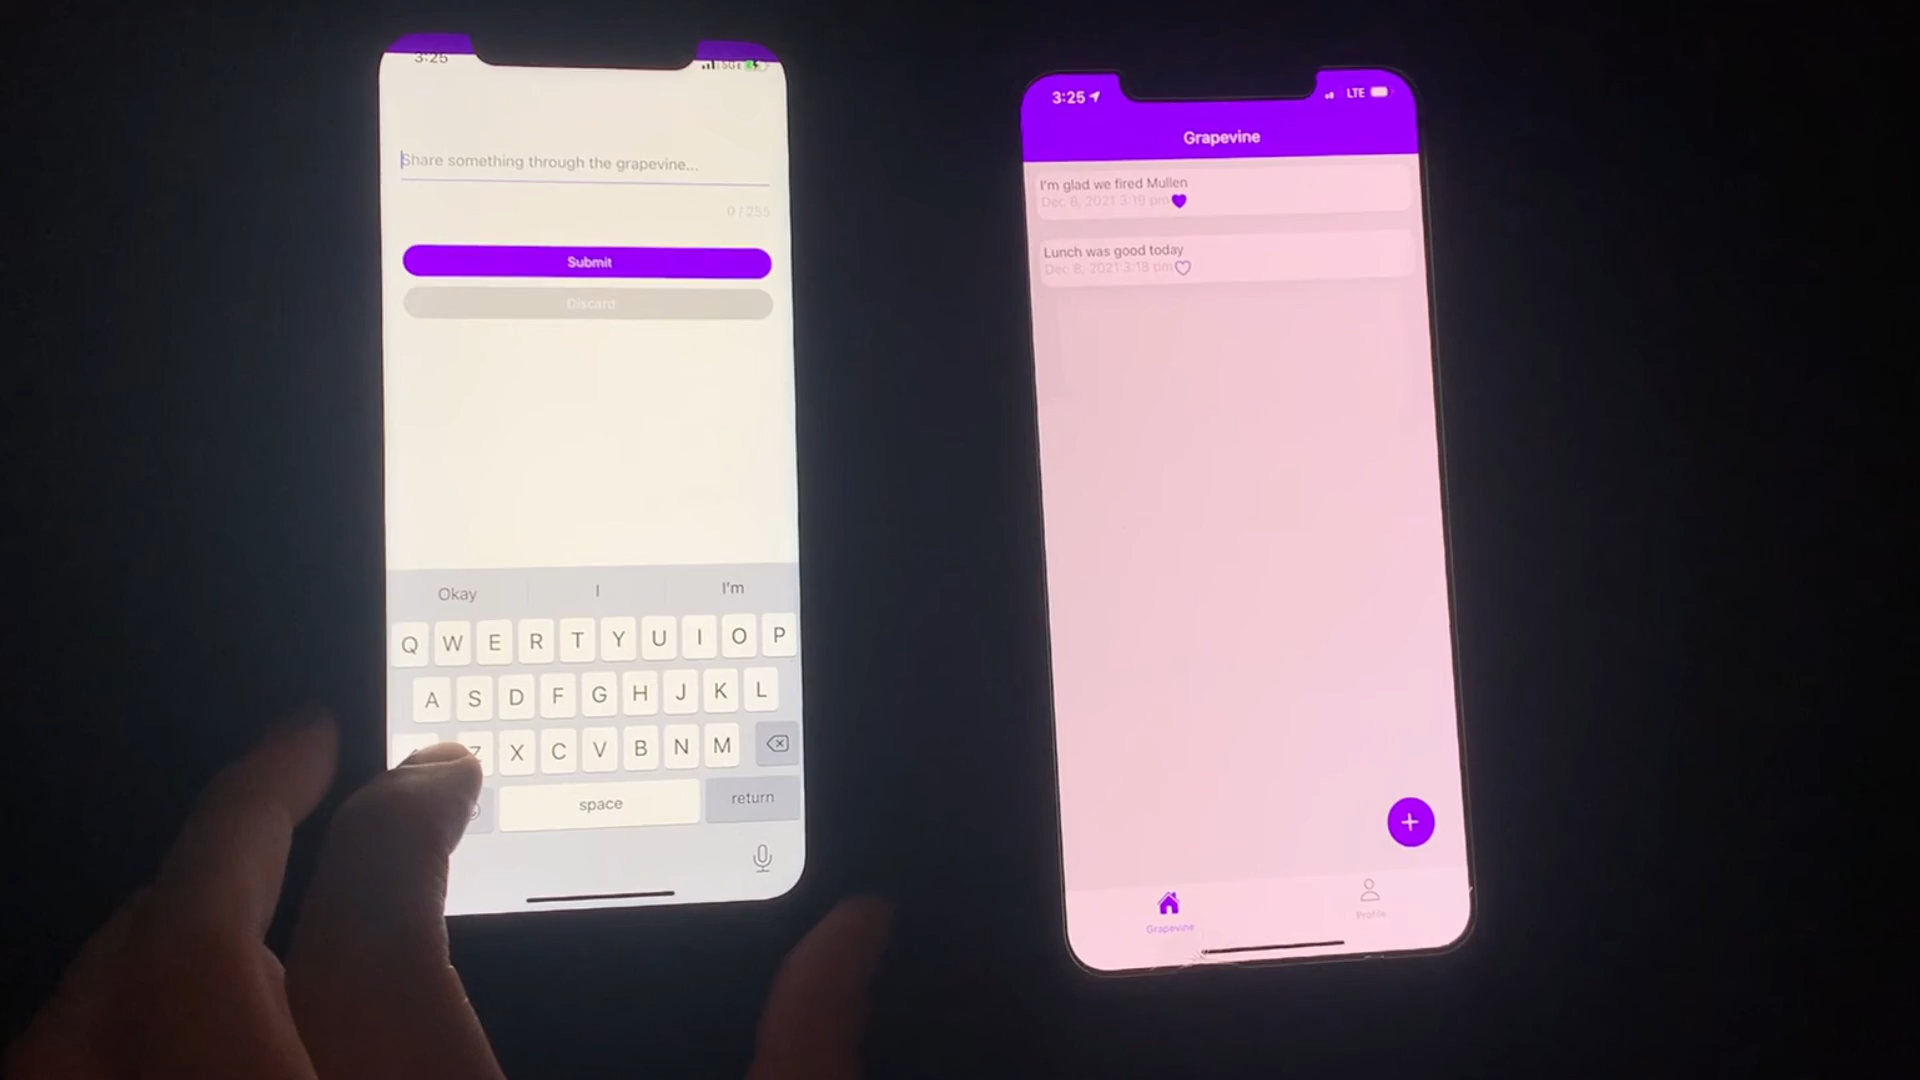 3:25
5G E
Share something through the grapevine...
0 / 255
Submit
Discard
Okay I I'm
Q W E R T Y U I O P
A S D F G H J K L
Z X C V B N M
space return
3:25 LTE
Grapevine
I'm glad we fired Mullen
Dec 8, 2021 3:19 pm
Lunch was good today
Dec 8, 2021 3:18 pm
Grapevine Profile